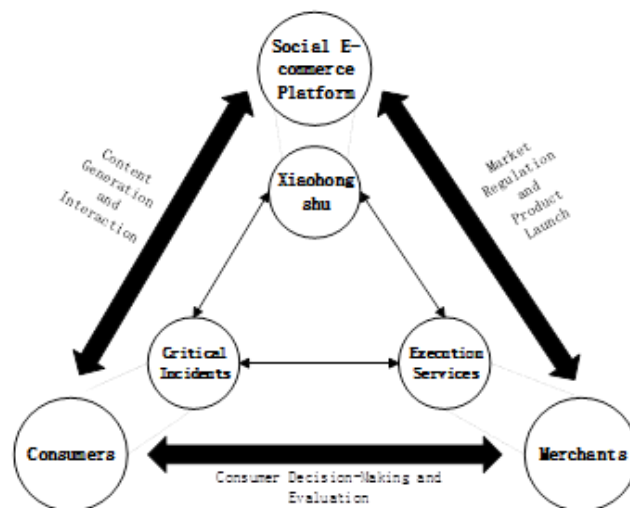 Social E-
commerce
Platform
Content
Generation
and
Interaction
Market
Regulation
and
Product
Launch
Xiaohong
shu
Critical
Incidents
Execution
Services
Consumers
Merchants
Consumer Decision-Making and
Evaluation